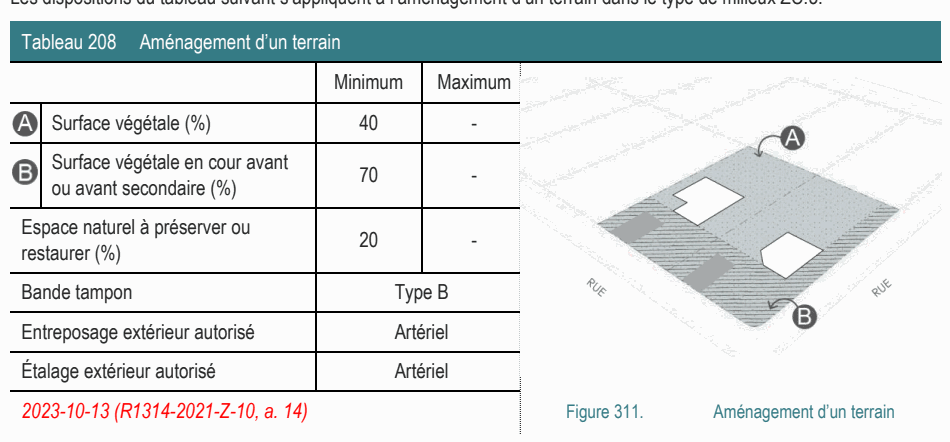 Les dispositions du tableau suivant s'appliquent à l'aménagement d'un terrain dans le type de milieux
Tableau 208 Aménagement d'un terrain
Minimum Maximum
A Surface végétale (%) 40 -
B Surface végétale en cour avant
ou avant secondaire (%) 70 -
Espace naturel à préserver ou
restaurer (%) 20 -
Bande tampon Type B
Entreposage extérieur autorisé Artériel
Étalage extérieur autorisé Artériel
2023-10-13 (R1314-2021-Z-10, a. 14)
A
RUE
RUE
B
Figure 311. Aménagement d'un terrain